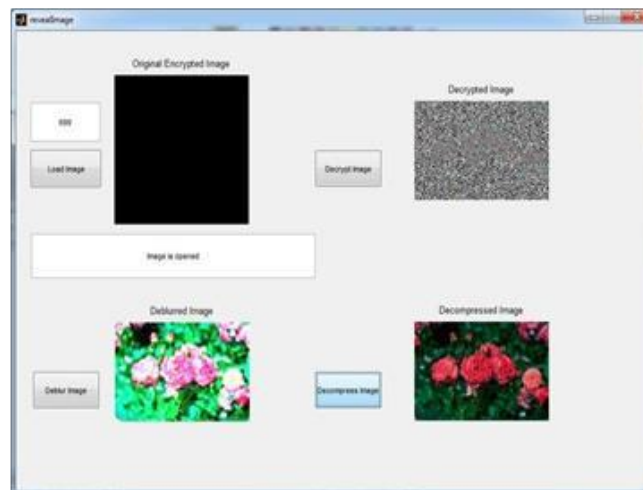 revealImage
Original Encrypted Image
Decrypted Image
Load Image
Decrypt Image
Image is opened
Deblurred Image
Decompressed Image
Deblur Image
Decompress Image